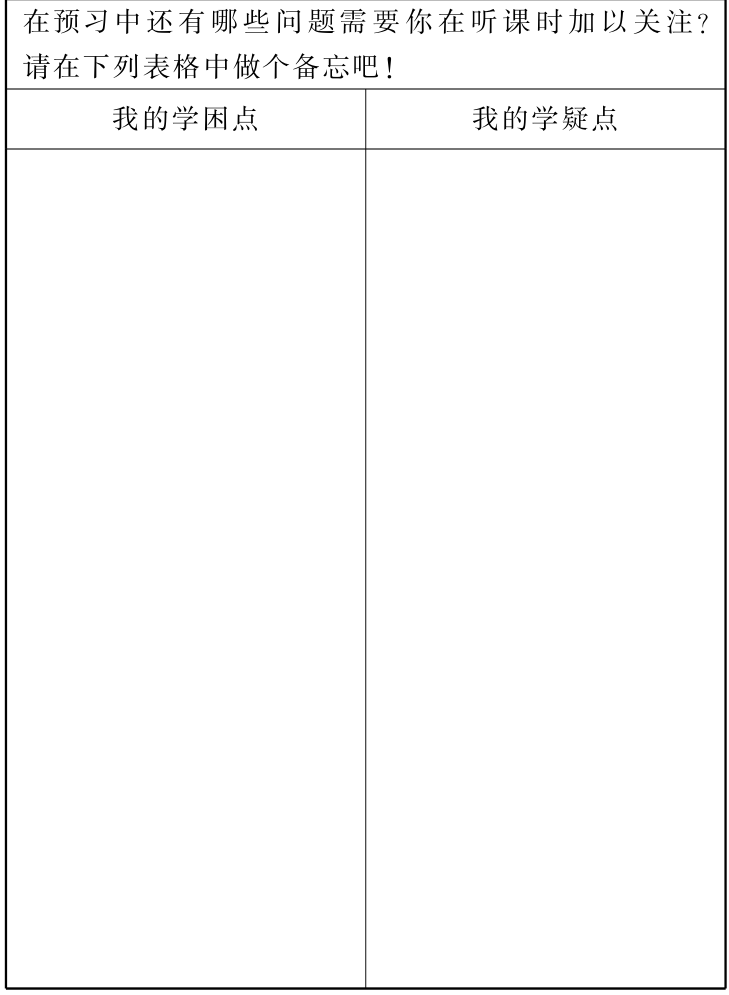 在预习中还有哪些问题需要你在听课时加以关注？
请在下列表格中做个备忘吧！
我的学困点
我的学疑点